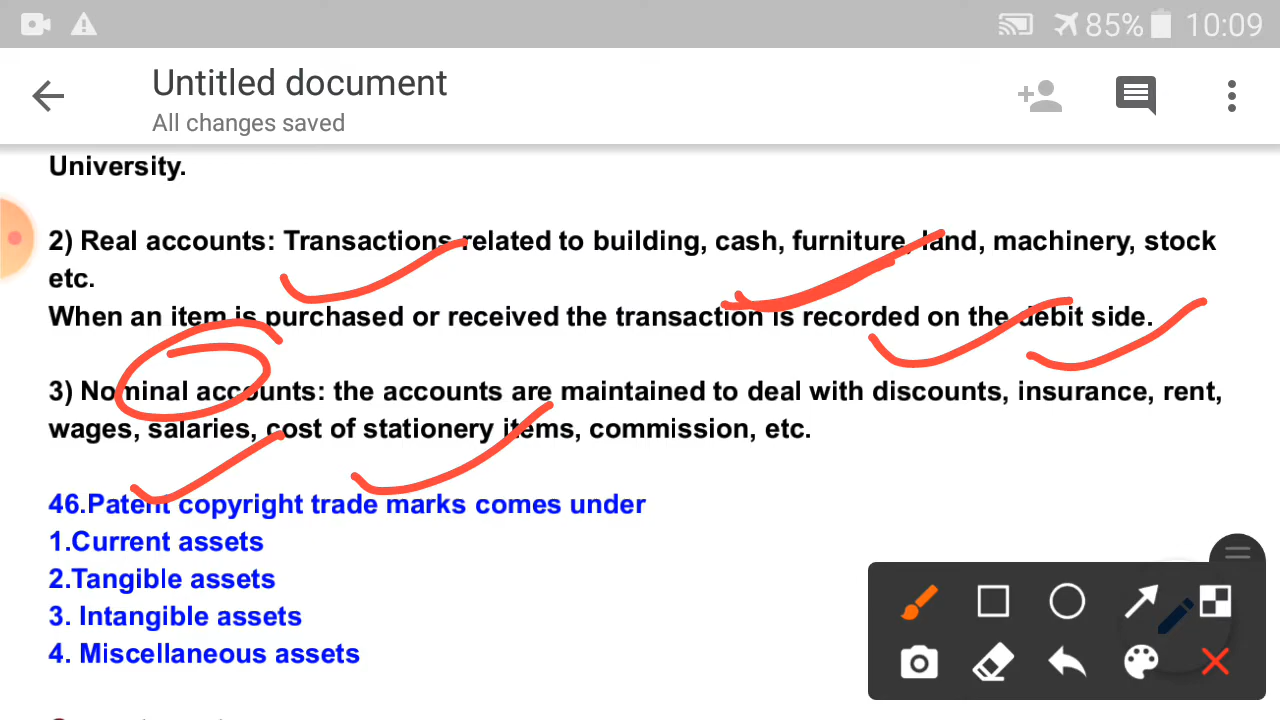 85% 10:09
Untitled document
All changes saved
University.
2) Real accounts: Transactions related to building, cash, furniture, land, machinery, stock
etc.
When an item is purchased or received the transaction is recorded on the debit side.
3) Nominal accounts: the accounts are maintained to deal with discounts, insurance, rent,
wages, salaries, cost of stationery items, commission, etc.
46.Patent copyright trade marks comes under
1.Current assets
2.Tangible assets
3. Intangible assets
4. Miscellaneous assets